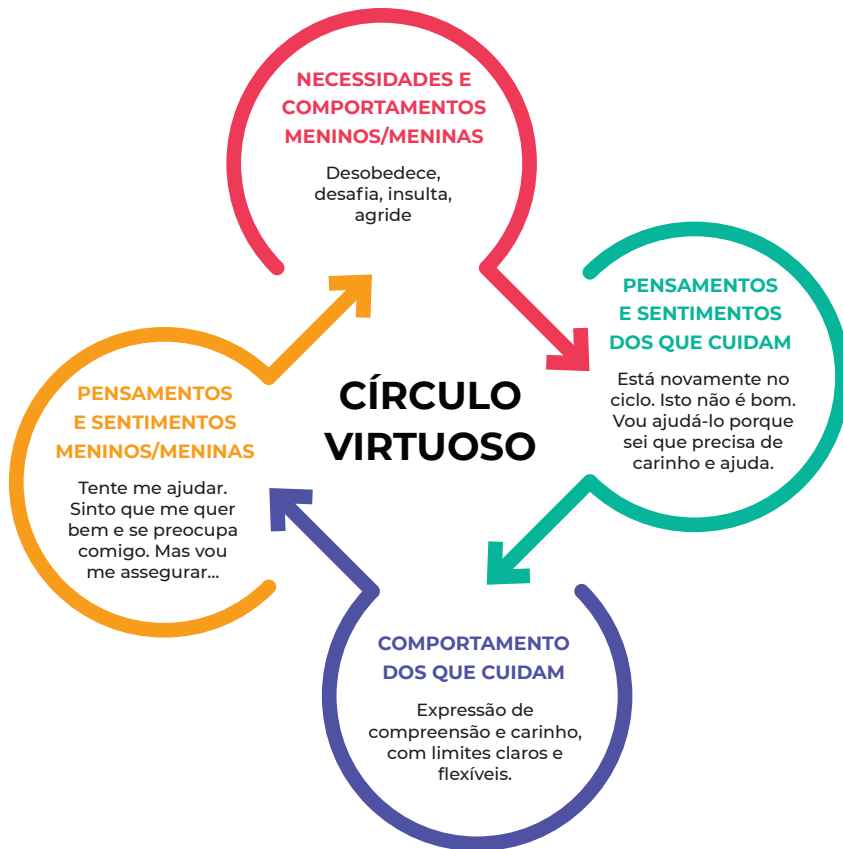 NECESSIDADES E
COMPORTAMENTOS
MENINOS/MENINAS
Desobedece,
desafia, insulta,
agride
PENSAMENTOS
E SENTIMENTOS
DOS QUE CUIDAM
Está novamente no
ciclo. Isto não é bom.
Vou ajudá-lo porque
sei que precisa de
carinho e ajuda.
CÍRCULO
VIRTUOSO
PENSAMENTOS
E SENTIMENTOS
MENINOS/MENINAS
Tente me ajudar.
Sinto que me quer
bem e se preocupa
comigo. Mas vou
me assegurar...
COMPORTAMENTO
DOS QUE CUIDAM
Expressão de
compreensão e carinho,
com limites claros e
flexíveis.